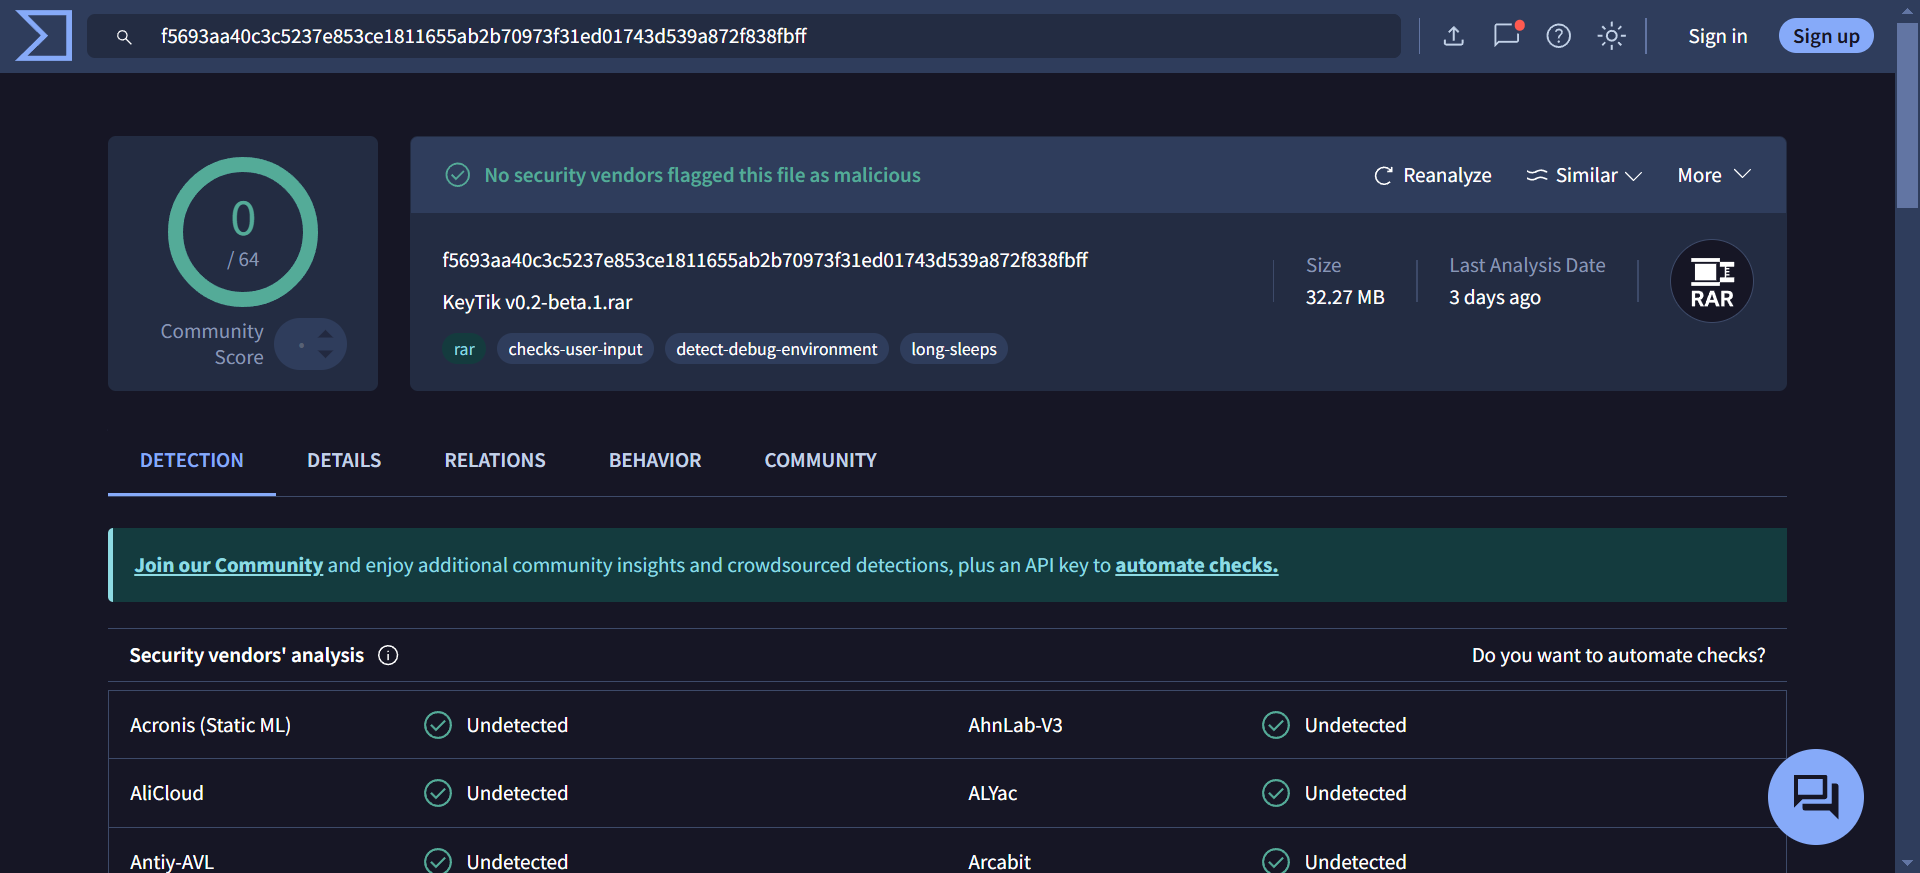 f5693aa40c3c5237e853ce1811655ab2b70973f31ed01743d539a872f838fbff
Sign in
Sign up
0
/ 64
Community
Score
No security vendors flagged this file as malicious
Reanalyze
Similar
More
f5693aa40c3c5237e853ce1811655ab2b70973f31ed01743d539a872f838fbff
KeyTik v0.2-beta.1.rar
rar
checks-user-input
detect-debug-environment
long-sleeps
Size
32.27 MB
Last Analysis Date
3 days ago
RAR
DETECTION
DETAILS
RELATIONS
BEHAVIOR
COMMUNITY
Join our Community and enjoy additional community insights and crowdsourced detections, plus an API key to automate checks.
Security vendors' analysis
Do you want to automate checks?
Acronis (Static ML)
Undetected
AhnLab-V3
Undetected
AliCloud
Undetected
ALYac
Undetected
Antiy-AVL
Undetected
Arcabit
Undetected